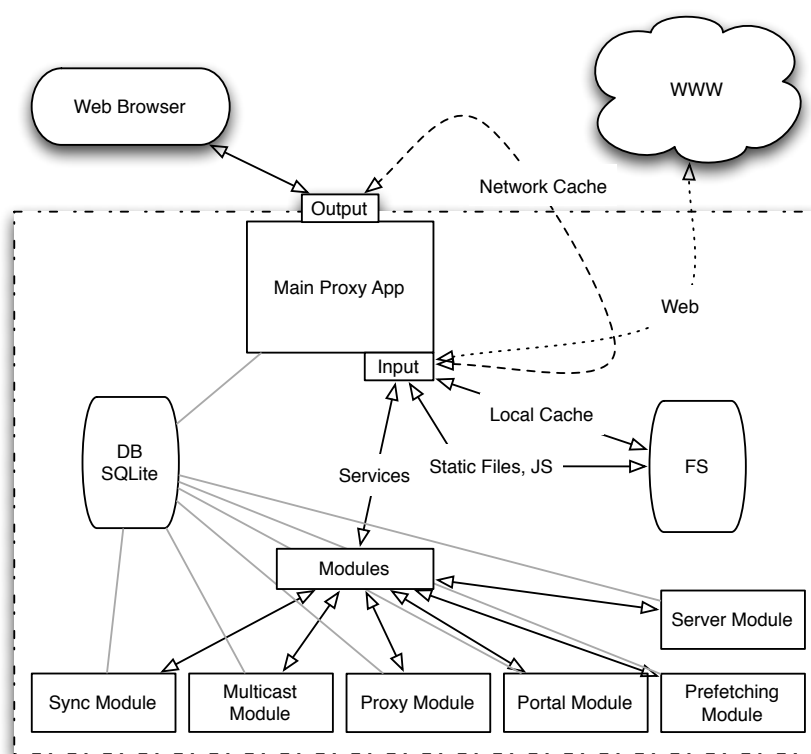 Web Browser
WWW
Network Cache
Output
Main Proxy App
Web
Input
Local Cache
DB
SQLite
Services
Static Files, JS
FS
Modules
Server Module
Sync Module
Multicast
Module
Proxy Module
Portal Module
Prefetching
Module